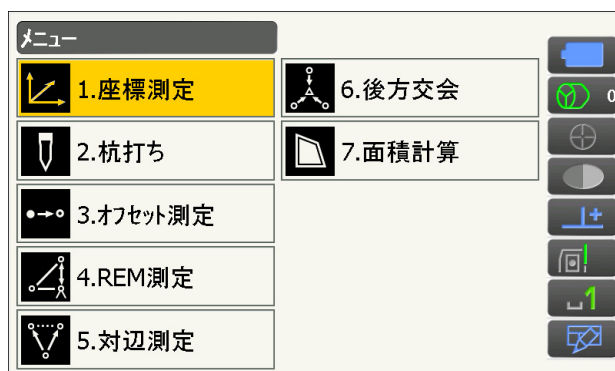 メニュー
1.座標測定
2.杭打ち
3.オフセット測定
4.REM測定
5.対辺測定
6.後方交会
7.面積計算
0
1